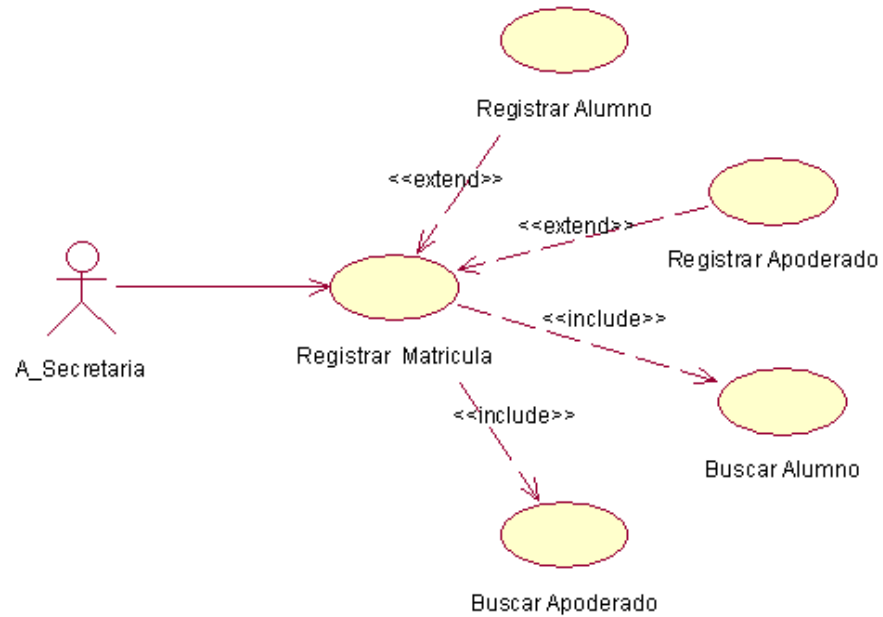 Registrar Alumno
<<extend>>
<<extend>>
Registrar Apoderado
<<include>>
A_Secretaria
Registrar Matricula
<<include>>
Buscar Alumno
Buscar Apoderado